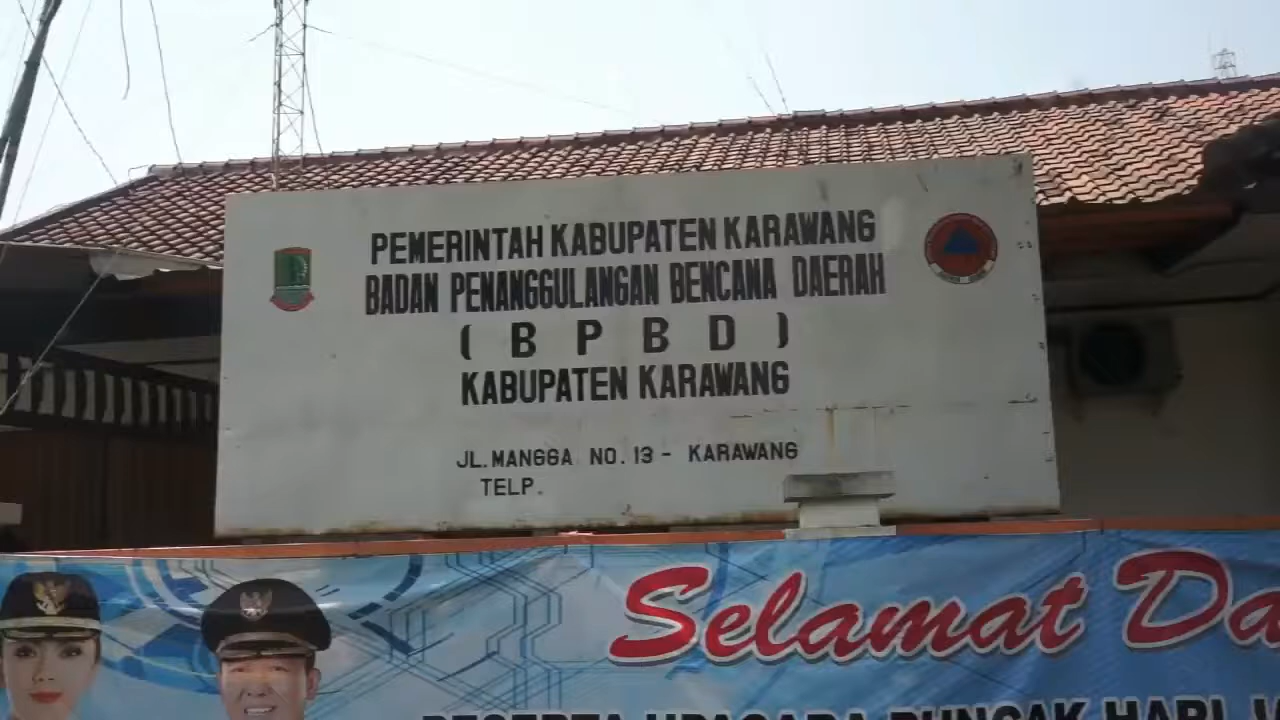 PEMERINTAH KABUPATEN KARAWANG
BADAN PENANGGULANGAN BENCANA DAERAH
( B P B D )
KABUPATEN KARAWANG
JL. MANGGA NO. 13 - KARAWANG
TELP.
Selamat Da
PESERTA UPACARA PUNCAK HARI